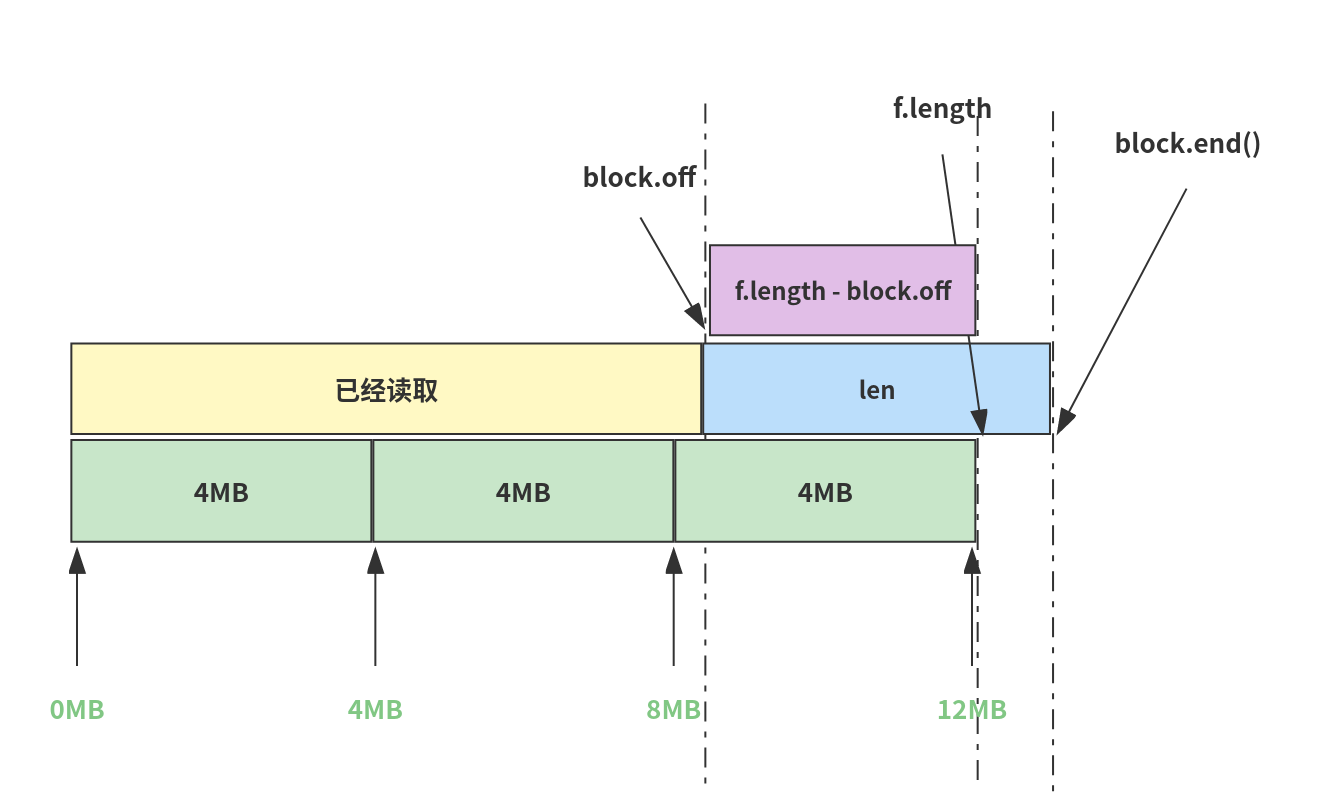 f.length
block.end()
block.off
f.length - block.off
已经读取
len
4MB
4MB
4MB
0MB
4MB
8MB
12MB